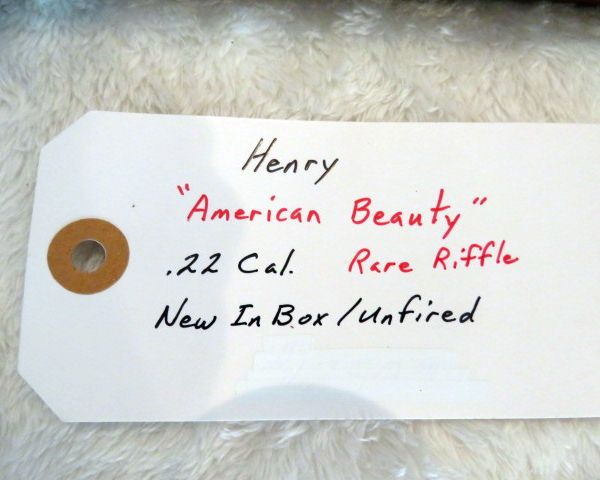 Henry
"American Beauty"
.22 Cal. Rare Riffle
New In Box/Unfired